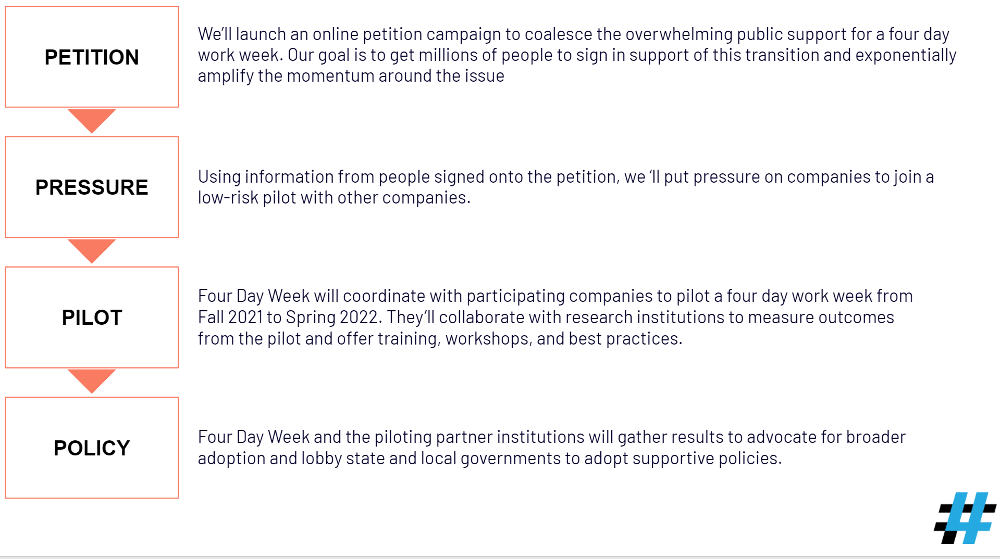 PETITION
We’ll launch an online petition campaign to coalesce the overwhelming public support for a four day
work week. Our goal is to get millions of people to sign in support of this transition and exponentially
amplify the momentum around the issue
PRESSURE
Using information from people signed onto the petition, we ‘ll put pressure on companies to join a
low-risk pilot with other companies.
PILOT
Four Day Week will coordinate with participating companies to pilot a four day work week from
Fall 2021 to Spring 2022. They’ll collaborate with research institutions to measure outcomes
from the pilot and offer training, workshops, and best practices.
POLICY
Four Day Week and the piloting partner institutions will gather results to advocate for broader
adoption and lobby state and local governments to adopt supportive policies.
#